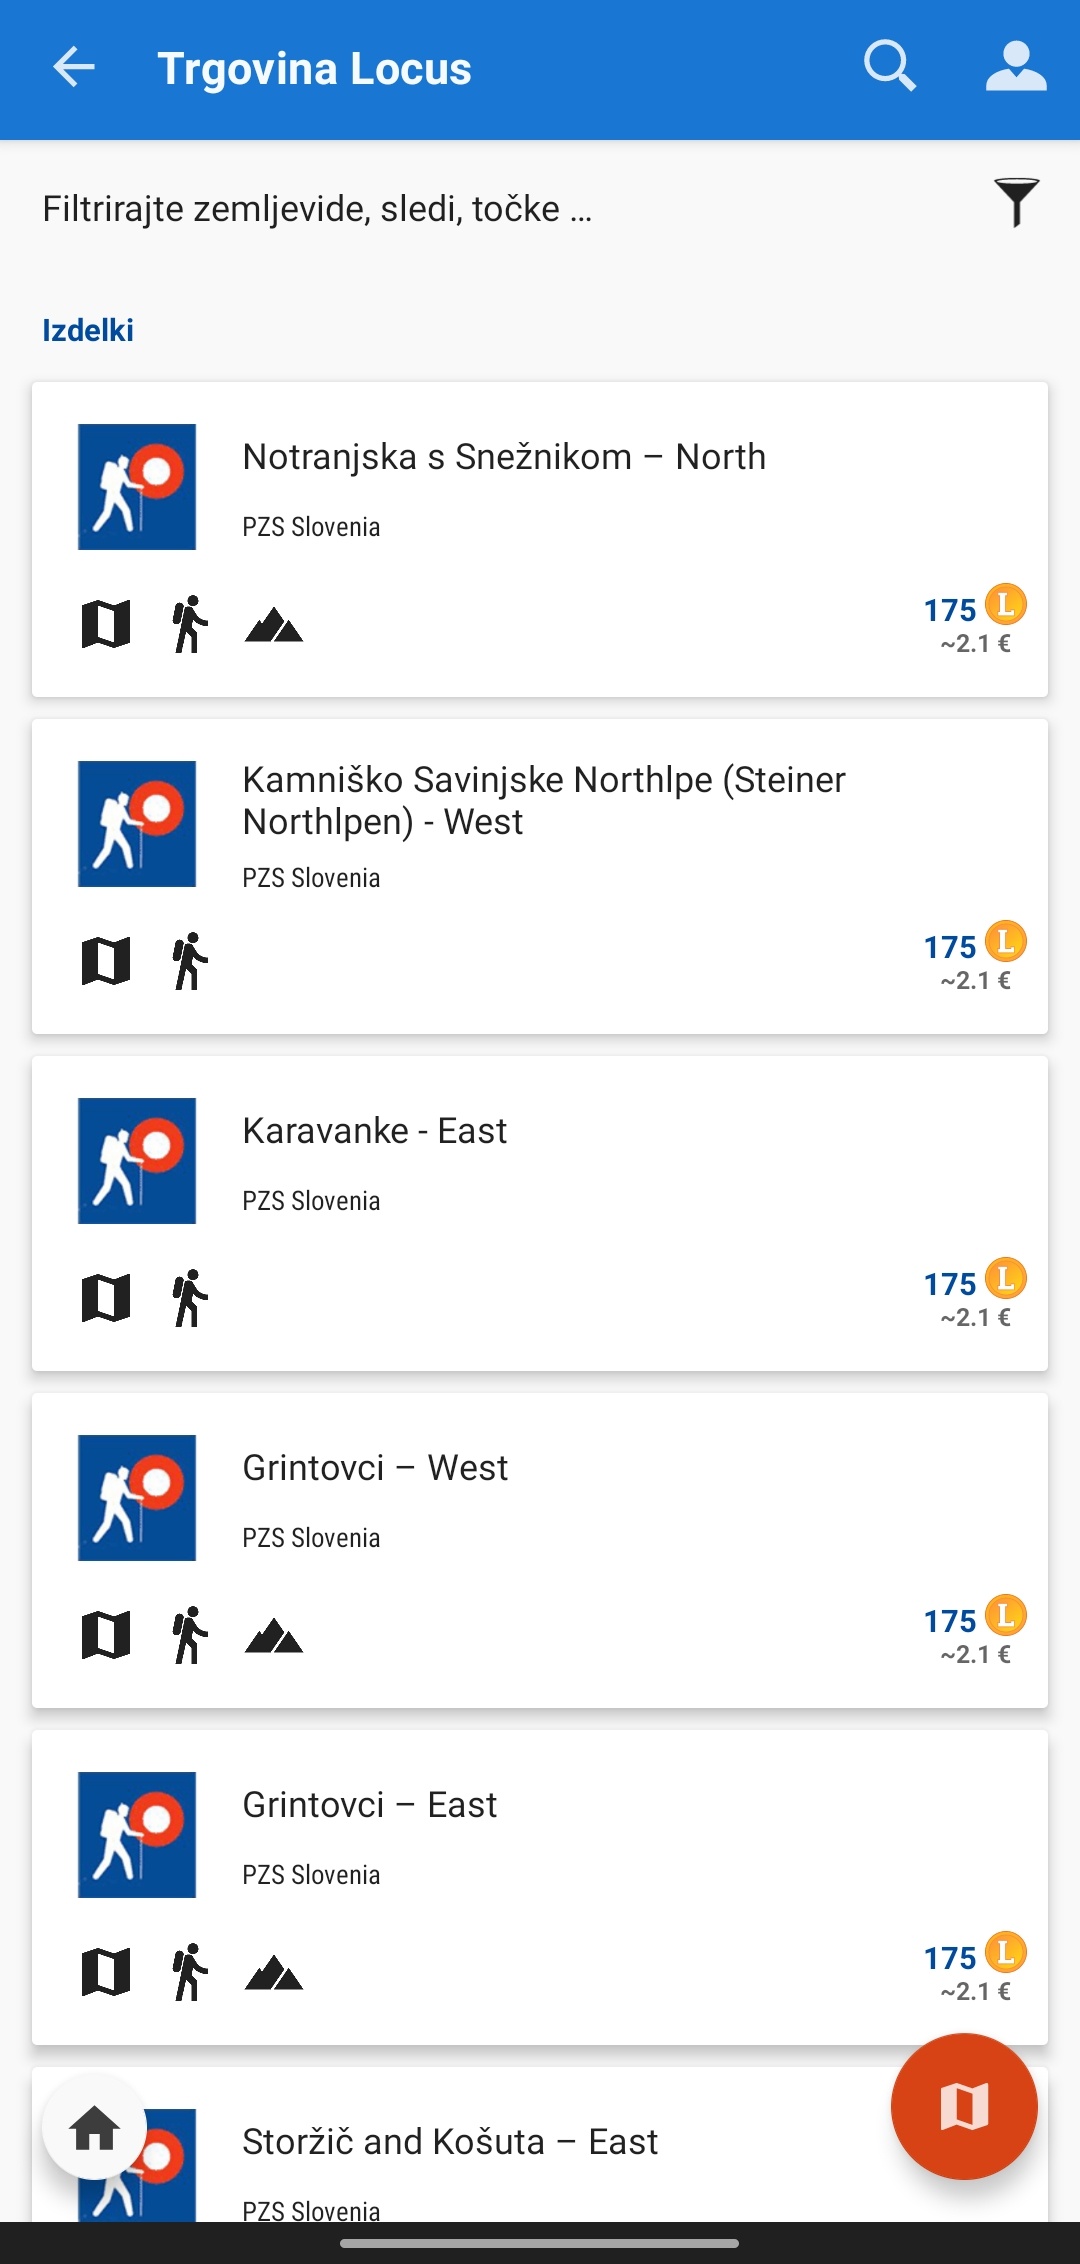 Trgovina Locus
Filtrirajte zemljevide, sledi, točke ...
Izdelki
Notranjska s Snežnikom – North
PZS Slovenia
175 L
~2.1 €
Kamniško Savinjske Northlpe (Steiner
Northlpen) - West
PZS Slovenia
175 L
~2.1 €
Karavanke - East
PZS Slovenia
175 L
~2.1 €
Grintovci – West
PZS Slovenia
175 L
~2.1 €
Grintovci – East
PZS Slovenia
175 L
~2.1 €
Storžič and Košuta – East
PZS Slovenia